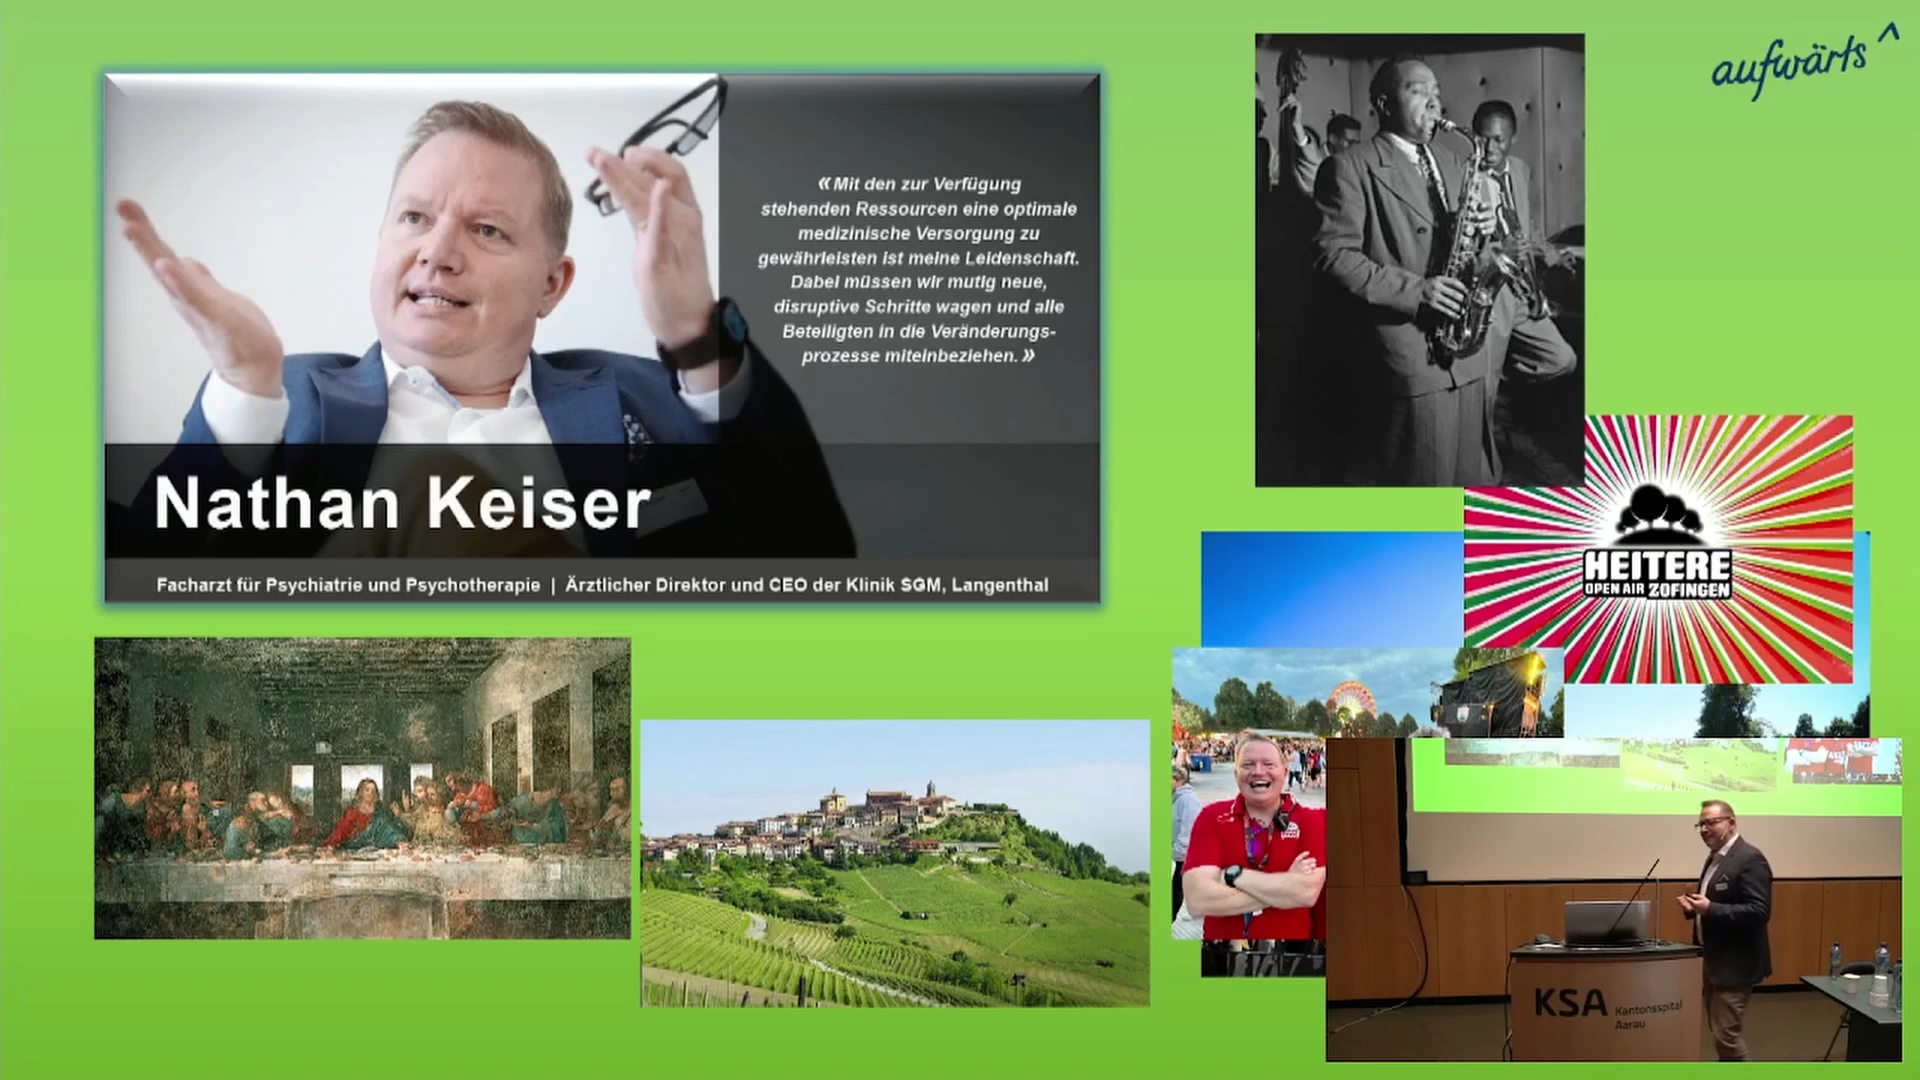 aufwärts^
«Mit den zur Verfügung
stehenden Ressourcen eine optimale
medizinische Versorgung zu
gewährleisten ist meine Leidenschaft.
Dabei müssen wir mutig neue,
disruptive Schritte wagen und alle
Beteiligten in die Veränderungs-
prozesse miteinbeziehen.»
Nathan Keiser
Facharzt für Psychiatrie und Psychotherapie | Ärztlicher Direktor und CEO der Klinik SGM, Langenthal
HEITERE
OPEN AIR ZOFINGEN
KSA Kantonsspital
Aarau